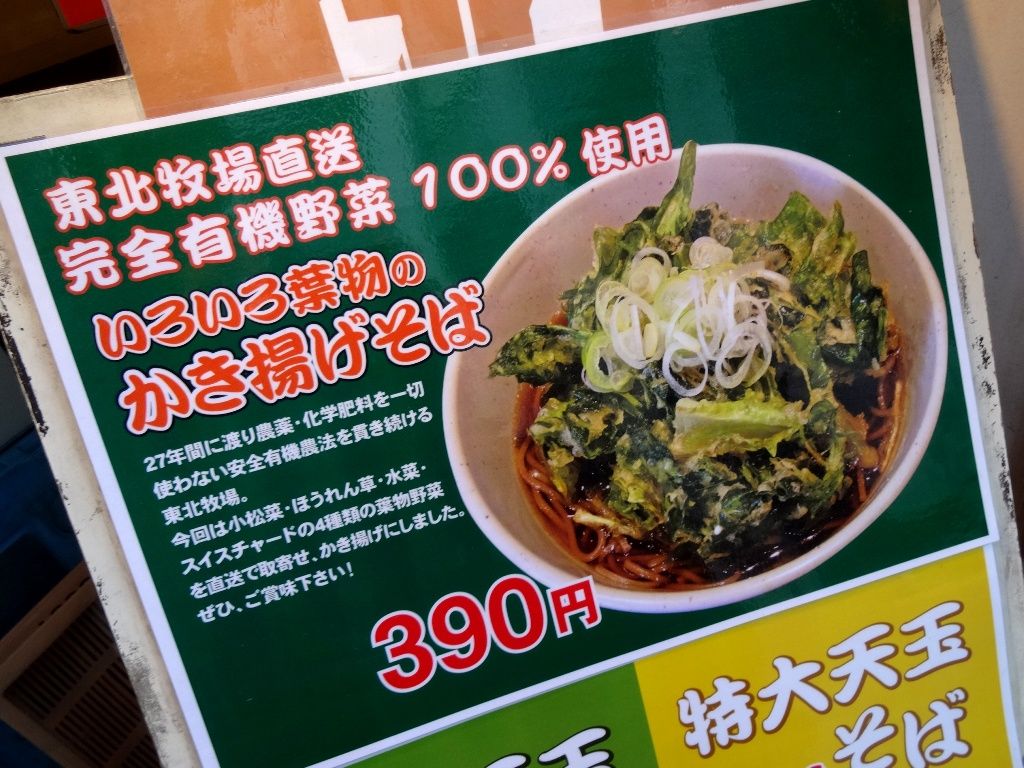 東北牧場直送
完全有機野菜 100% 使用
いろいろ葉物の
かき揚げそば
27年間に渡り農薬・化学肥料を一切
使わない安全有機農法を貫き続ける
東北牧場。
今回は小松菜・ほうれん草・水菜・
スイスチャードの4種類の葉物野菜
を直送で取寄せ、かき揚げにしました。
ぜひ、ご賞味下さい!
390円
特大天玉
そば
天玉